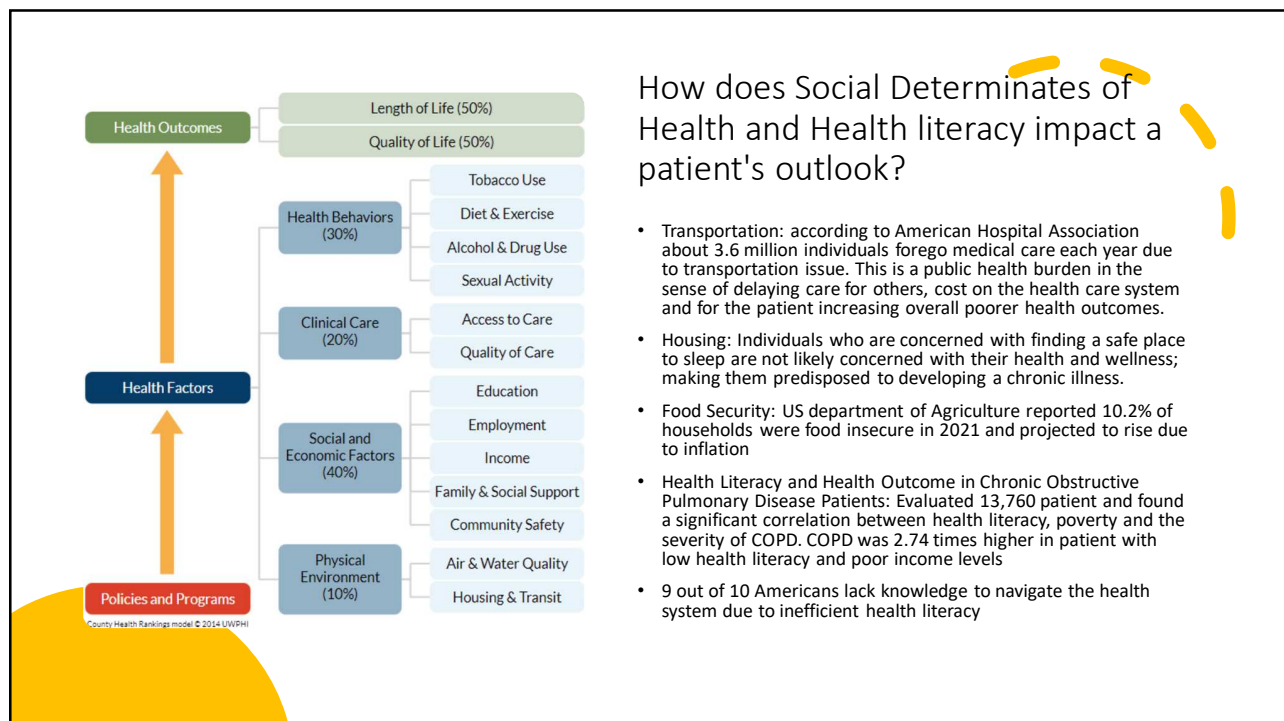 Health Outcomes
Length of Life (50%)
Quality of Life (50%)
Health Factors
Health Behaviors
(30%)
Tobacco Use
Diet & Exercise
Alcohol & Drug Use
Sexual Activity
Clinical Care
(20%)
Access to Care
Quality of Care
Social and
Economic Factors
(40%)
Education
Employment
Income
Family & Social Support
Community Safety
Physical
Environment
(10%)
Air & Water Quality
Housing & Transit
Policies and Programs
County Health Rankings model © 2014 UWPHI
How does Social Determinates of
Health and Health literacy impact a
patient's outlook?
• Transportation: according to American Hospital Association
about 3.6 million individuals forego medical care each year due
to transportation issue. This is a public health burden in the
sense of delaying care for others, cost on the health care system
and for the patient increasing overall poorer health outcomes.
• Housing: Individuals who are concerned with finding a safe place
to sleep are not likely concerned with their health and wellness;
making them predisposed to developing a chronic illness.
• Food Security: US department of Agriculture reported 10.2% of
households were food insecure in 2021 and projected to rise due
to inflation
• Health Literacy and Health Outcome in Chronic Obstructive
Pulmonary Disease Patients: Evaluated 13,760 patient and found
a significant correlation between health literacy, poverty and the
severity of COPD. COPD was 2.74 times higher in patient with
low health literacy and poor income levels
• 9 out of 10 Americans lack knowledge to navigate the health
system due to inefficient health literacy